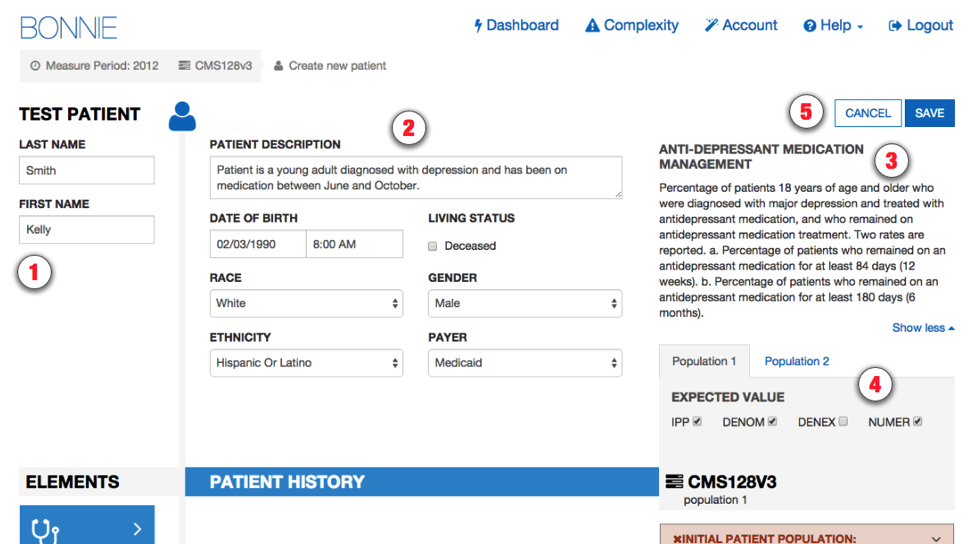 BONNIE
Dashboard
Complexity
Account
Help
Logout
Measure Period: 2012
CMS128v3
Create new patient
TEST PATIENT
LAST NAME
Smith
FIRST NAME
Kelly
1
2
PATIENT DESCRIPTION
Patient is a young adult diagnosed with depression and has been on
medication between June and October.
DATE OF BIRTH
02/03/1990
8:00 AM
LIVING STATUS
Deceased
RACE
White
GENDER
Male
ETHNICITY
Hispanic Or Latino
PAYER
Medicaid
5
CANCEL
SAVE
ANTI-DEPRESSANT MEDICATION
MANAGEMENT
3
Percentage of patients 18 years of age and older who
were diagnosed with major depression and treated with
antidepressant medication, and who remained on
antidepressant medication treatment. Two rates are
reported. a. Percentage of patients who remained on an
antidepressant medication for at least 84 days (12
weeks). b. Percentage of patients who remained on an
antidepressant medication for at least 180 days (6
months).
Show less
Population 1
Population 2
4
EXPECTED VALUE
IPP
DENOM
DENEX
NUMER
ELEMENTS
PATIENT HISTORY
CMS128V3
population 1
INITIAL PATIENT POPULATION: